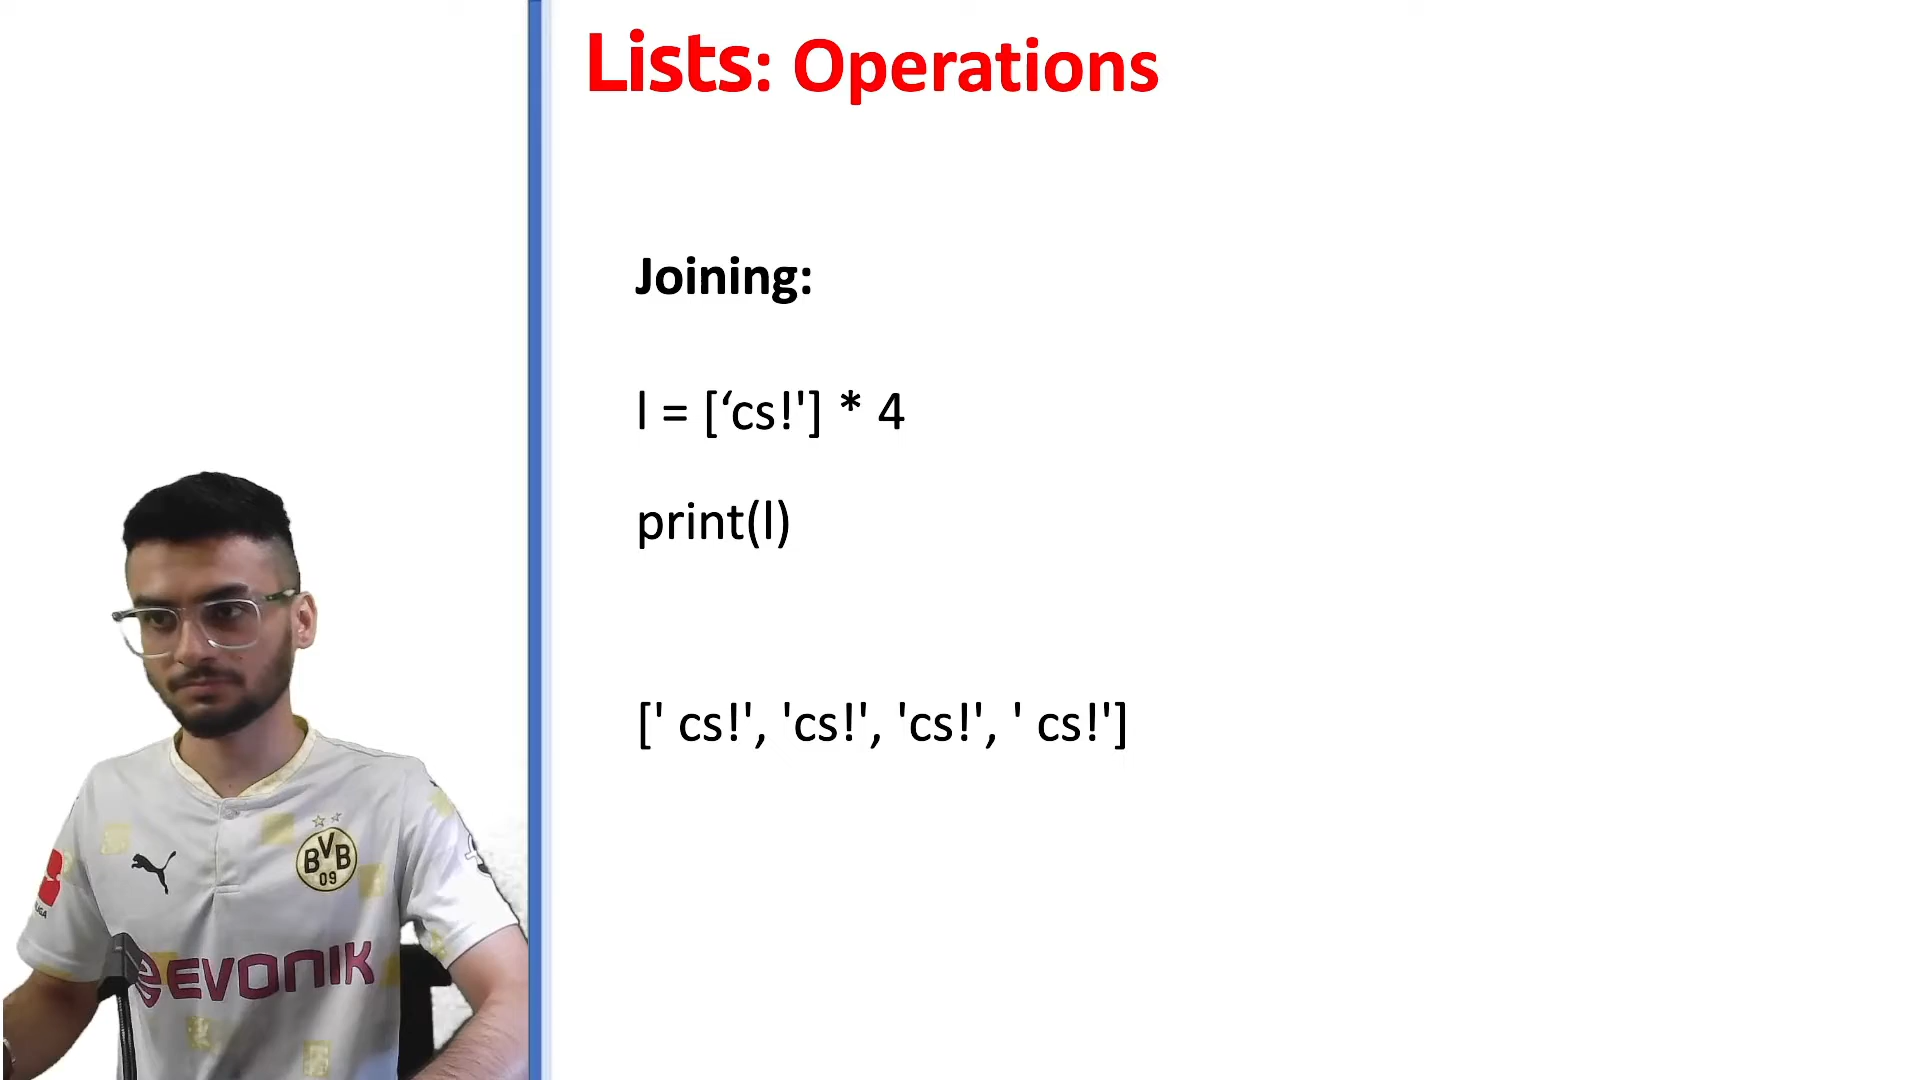 Lists: Operations
Joining:
l = [‘cs!'] * 4
print(l)
[' cs!', 'cs!', 'cs!', ' cs!']
BVB
09
EVONIK